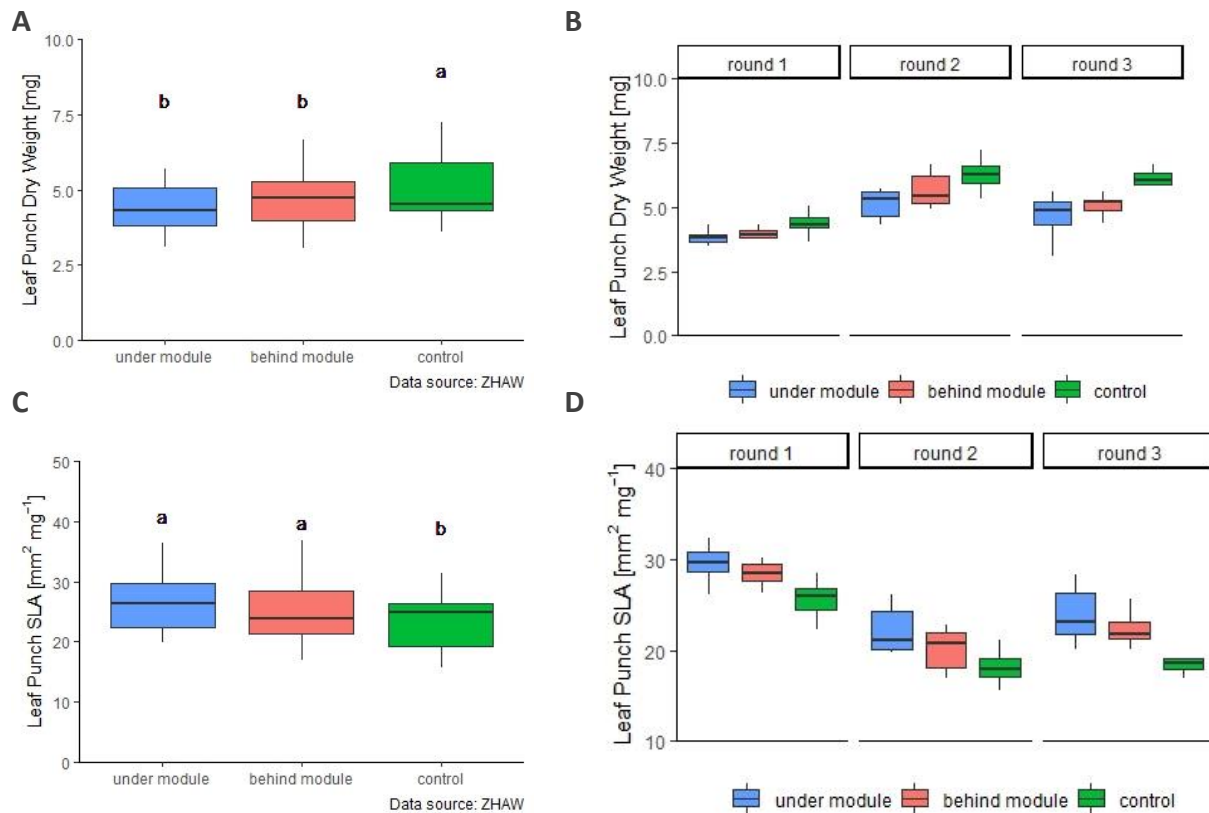 A
Leaf Punch Dry Weight [mg]
10.0
7.5
5.0
2.5
0.0
b
b
a
under module
behind module
control
Data source: ZHAW
B
Leaf Punch Dry Weight [mg]
round 1
round 2
round 3
10.0
7.5
5.0
2.5
0.0
under module
behind module
control
C
Leaf Punch SLA [mm² mg⁻¹]
50
40
30
20
10
0
a
a
b
under module
behind module
control
Data source: ZHAW
D
Leaf Punch SLA [mm² mg⁻¹]
round 1
round 2
round 3
40
30
20
10
under module
behind module
control